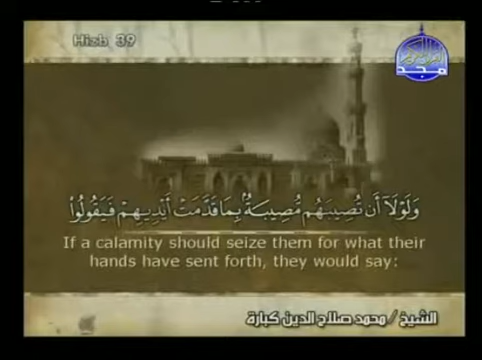 Hizb 39
المجد
وَلَوْلَآ أَن تُصِيبَهُم مُّصِيبَةٌۢ بِمَا قَدَّمَتْ أَيْدِيهِمْ فَيَقُولُوا۟
If a calamity should seize them for what their
hands have sent forth, they would say:
الشيخ / محمد صلاح الدين كبارة